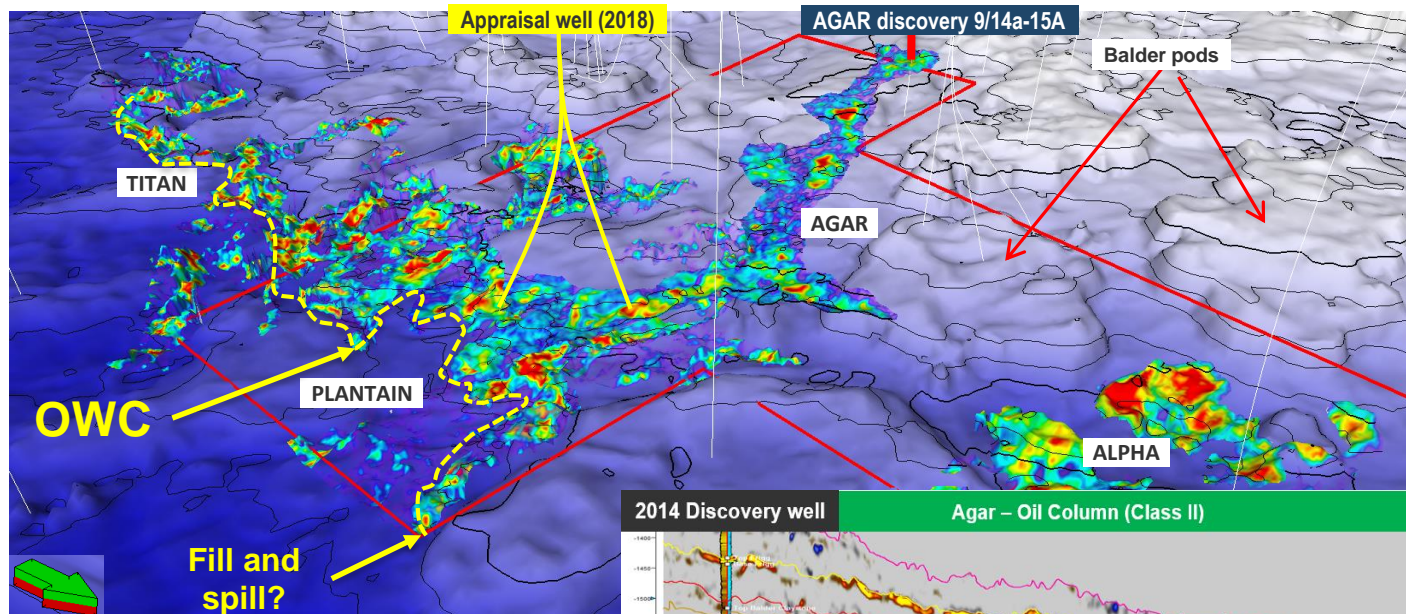 Appraisal well (2018)
AGAR discovery 9/14a-15A
Balder pods
TITAN
AGAR
PLANTAIN
OWC
ALPHA
2014 Discovery well
Agar – Oil Column (Class II)
Fill and
spill?
-1400
-1450
-1500